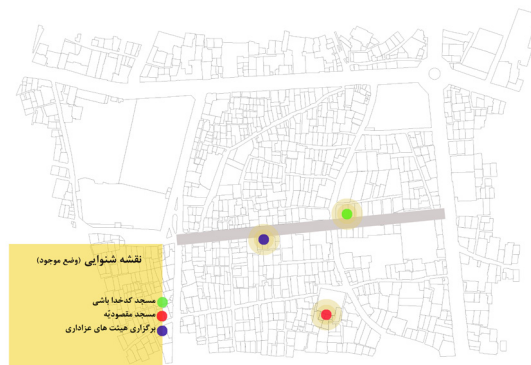 نقشه شنوایی (وضع موجود)
مسجد کدخدا باشی
مسجد مقصودیّه
برگزاری هیئت های عزاداری